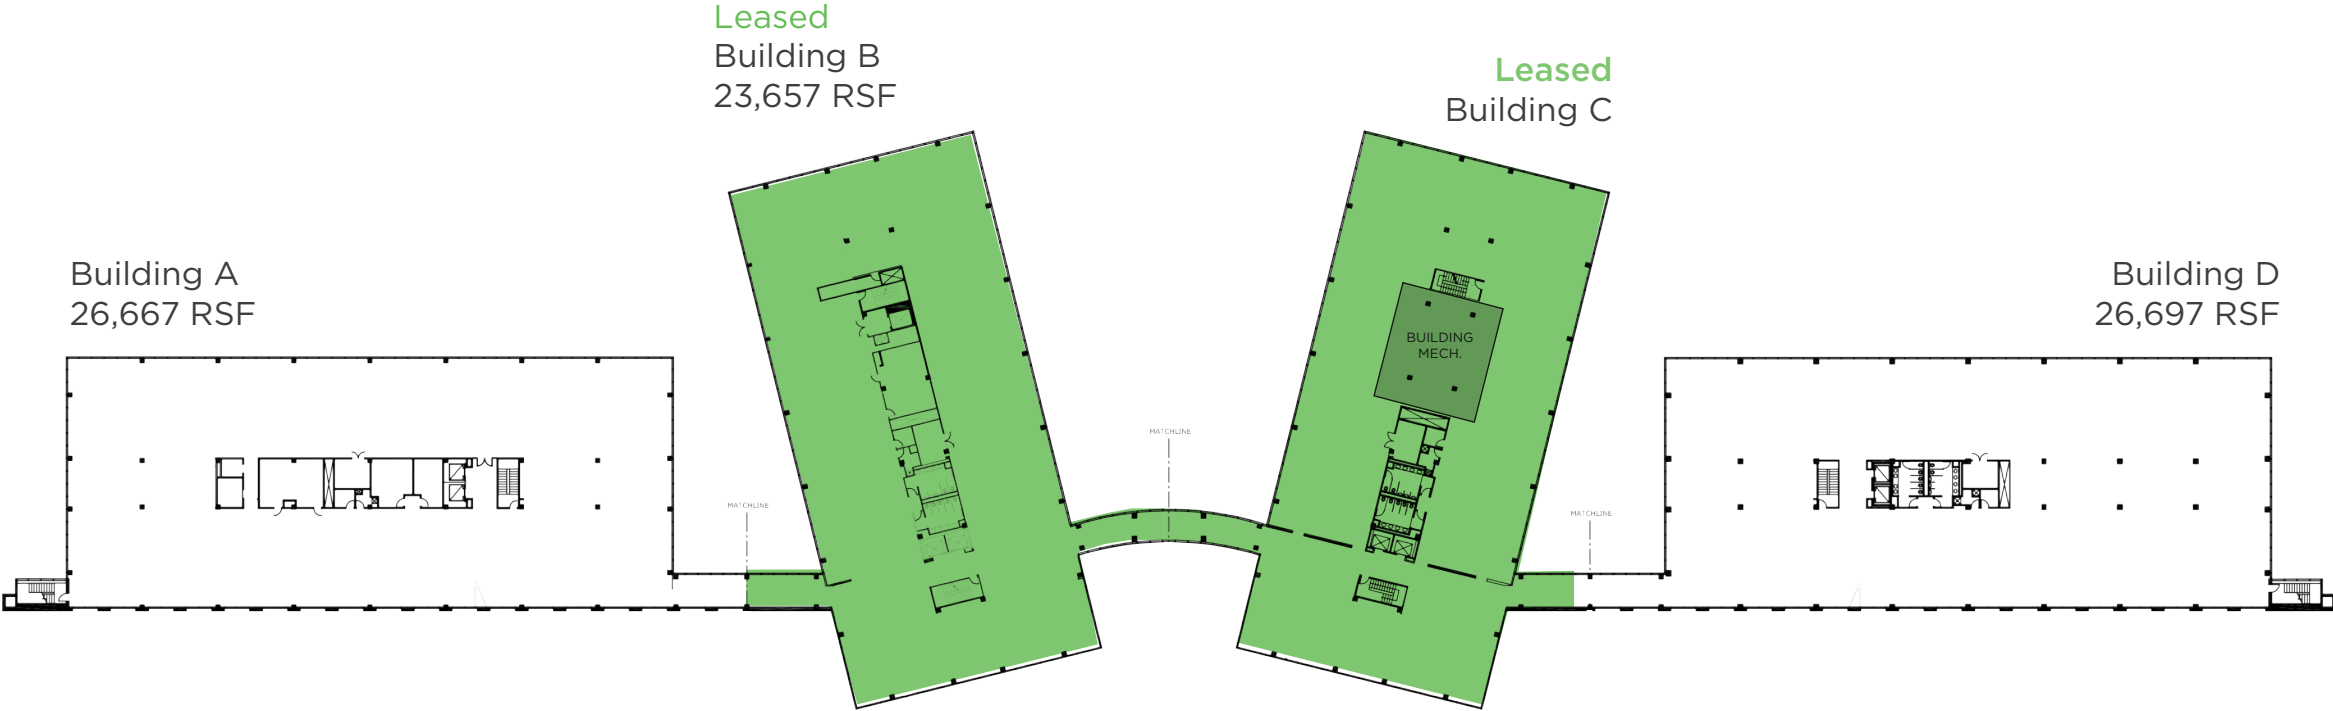 Leased
Building B
23,657 RSF
Leased
Building C
Building A
26,667 RSF
Building D
26,697 RSF
BUILDING
MECH.
MATCHLINE
MATCHLINE
MATCHLINE